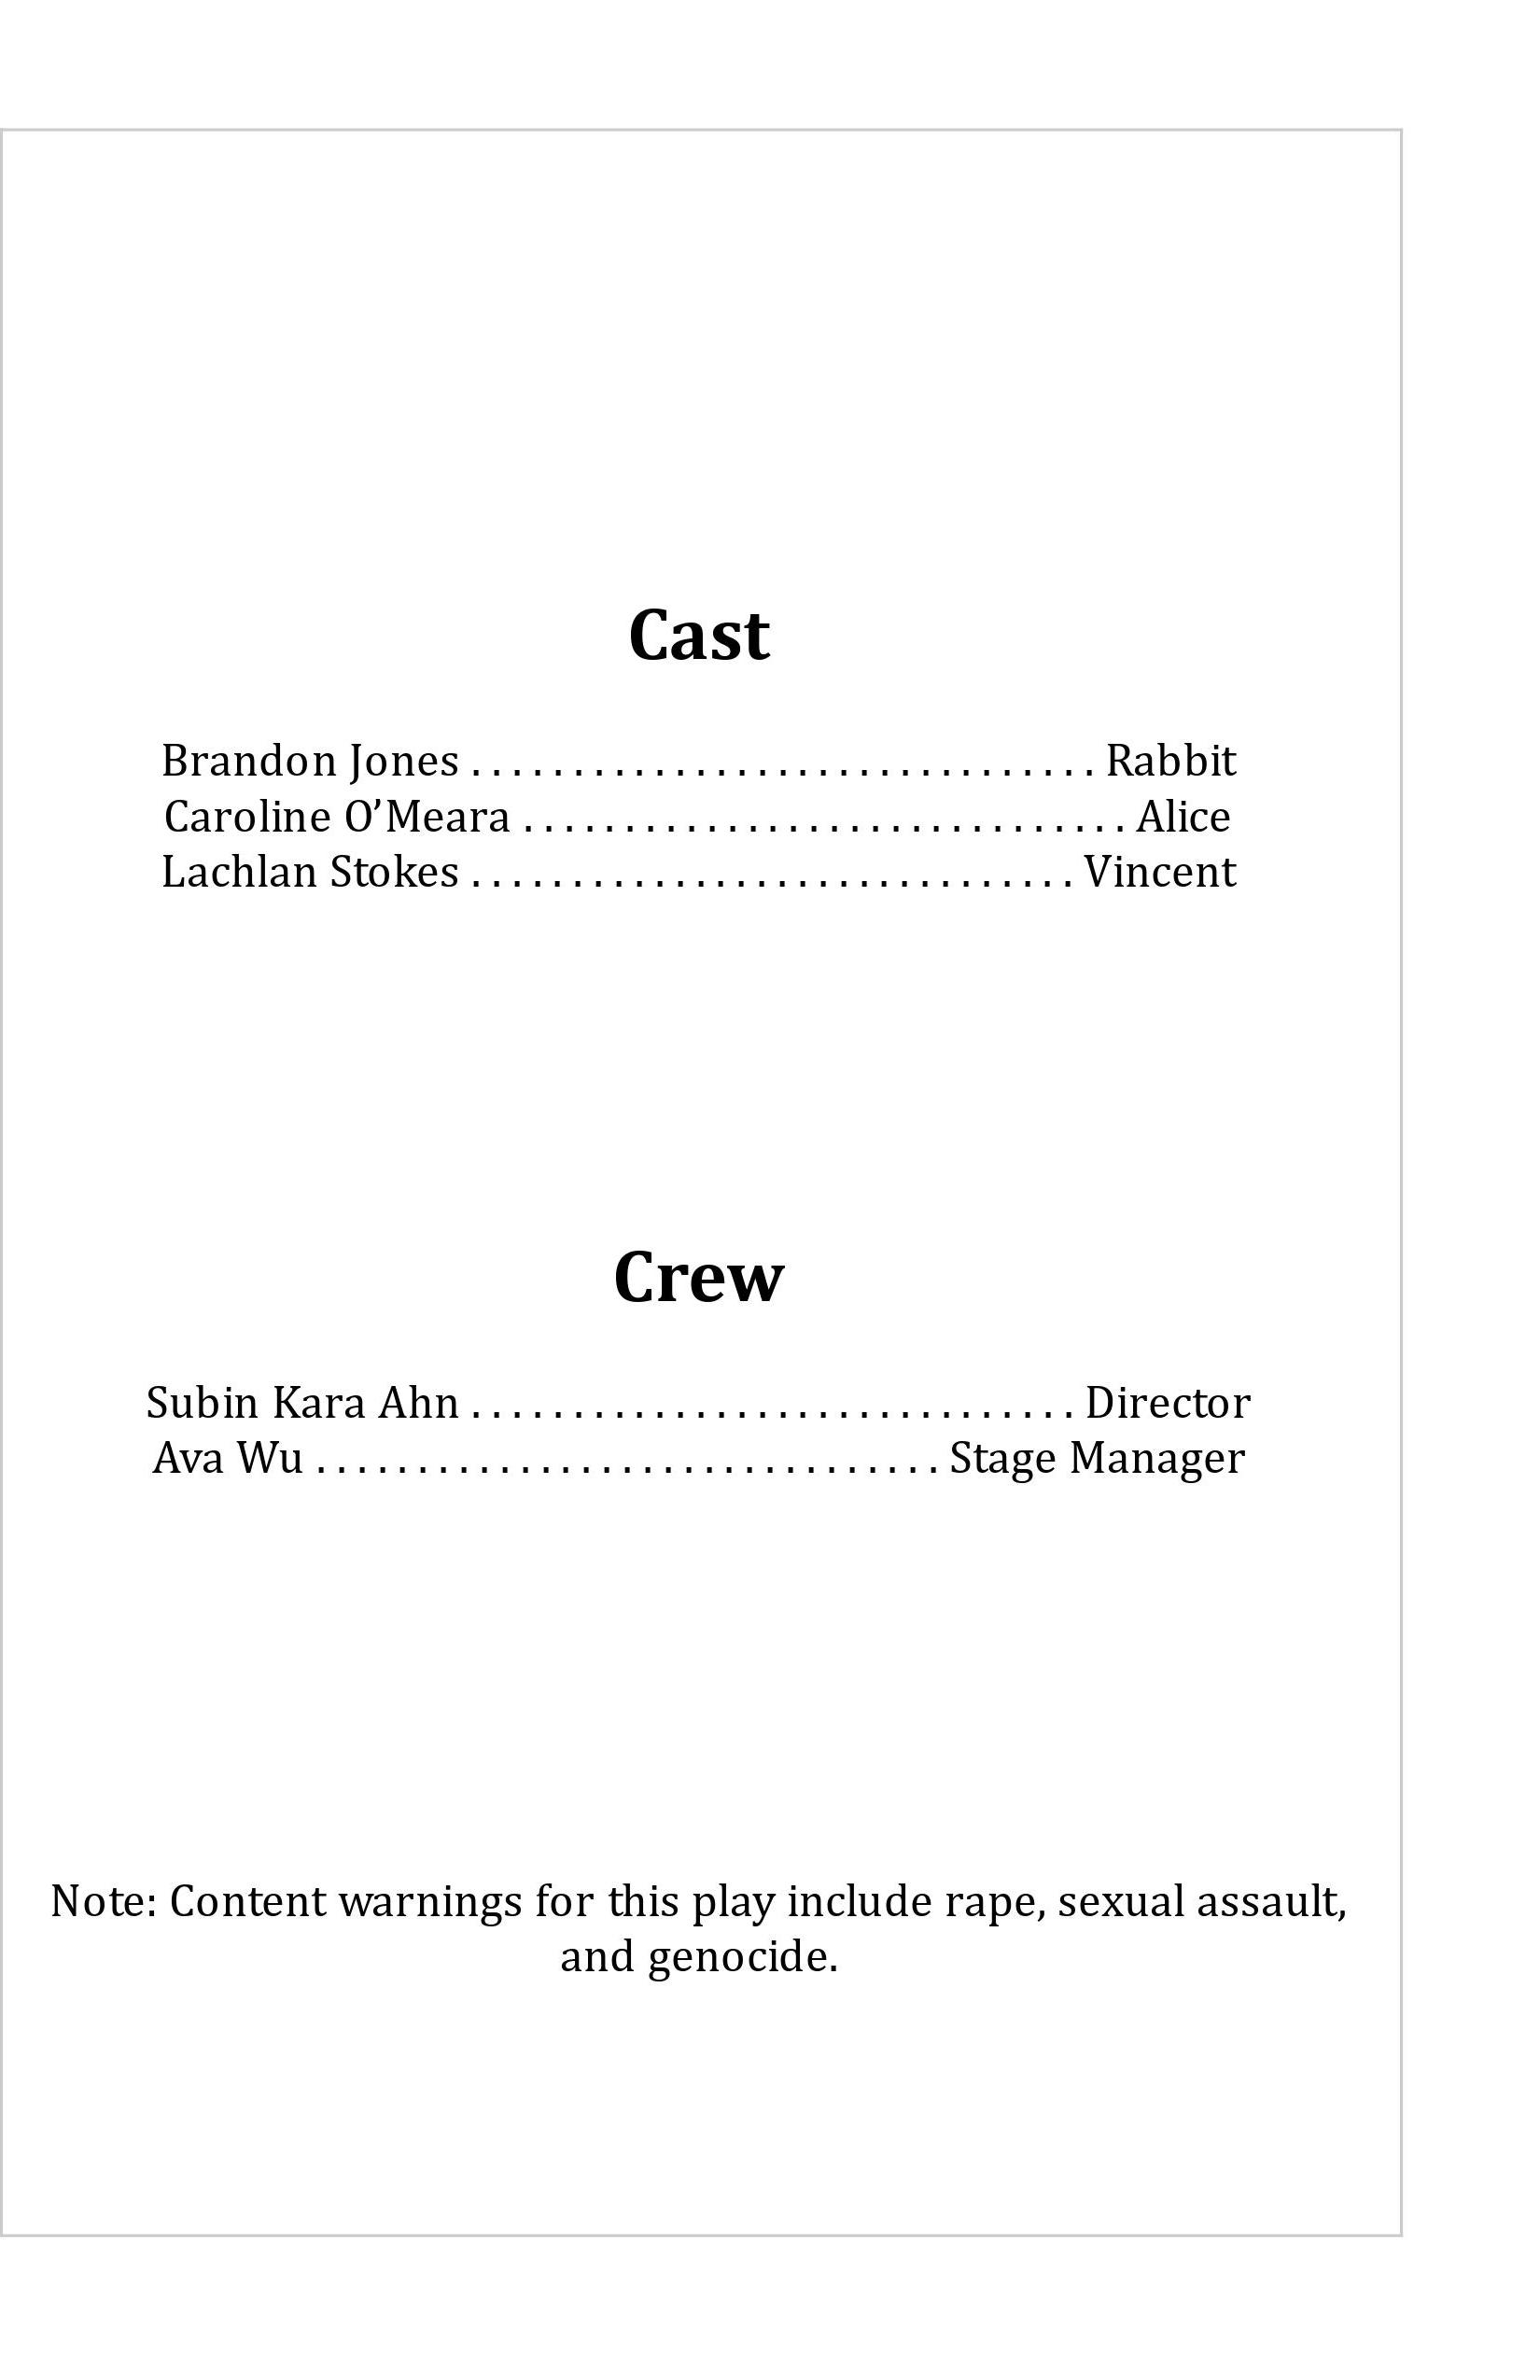 Cast
Brandon Jones . . . . . . . . . . . . . . . . . . . . . . . . . . . . . . . Rabbit
Caroline O’Meara . . . . . . . . . . . . . . . . . . . . . . . . . . . . . . Alice
Lachlan Stokes . . . . . . . . . . . . . . . . . . . . . . . . . . . . . . Vincent
Crew
Subin Kara Ahn . . . . . . . . . . . . . . . . . . . . . . . . . . . . . . Director
Ava Wu . . . . . . . . . . . . . . . . . . . . . . . . . . . . . . . Stage Manager
Note: Content warnings for this play include rape, sexual assault,
and genocide.